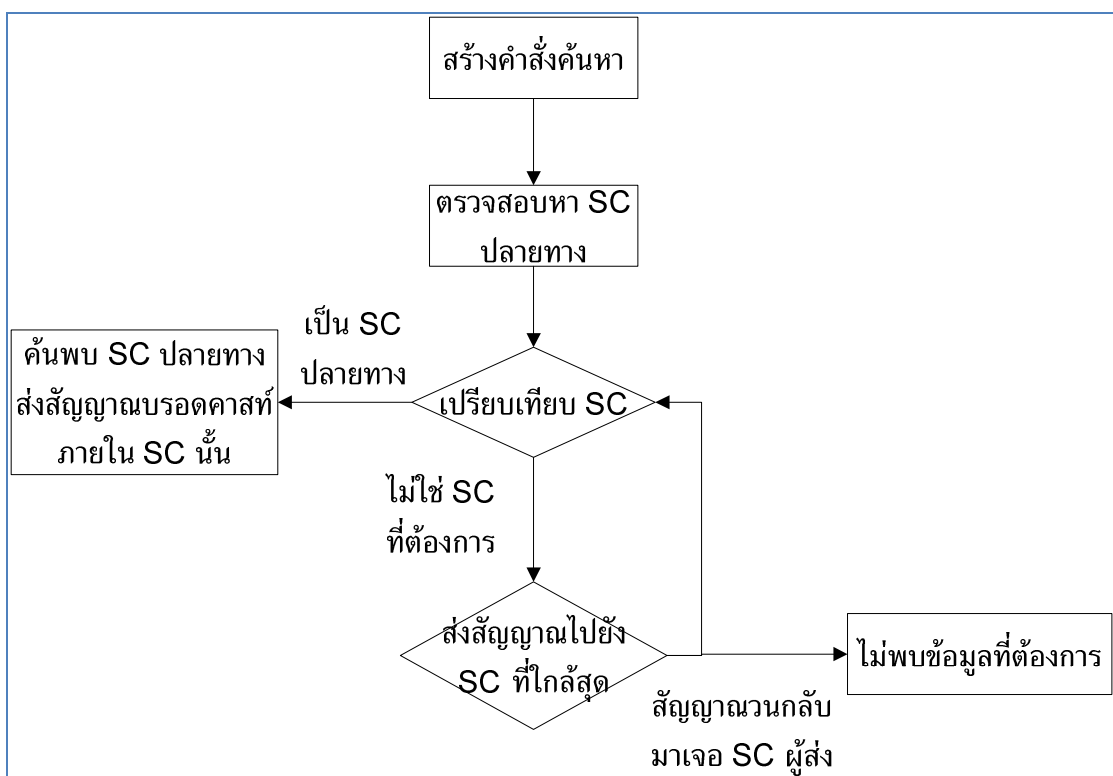 สร้างคำสั่งค้นหา
ตรวจสอบหา SC
ปลายทาง
เป็น SC
ปลายทาง
ค้นพบ SC ปลายทาง
ส่งสัญญาณบรอดคาสท์
ภายใน SC นั้น
เปรียบเทียบ SC
ไม่ใช่ SC
ที่ต้องการ
ส่งสัญญาณไปยัง
SC ที่ใกล้สุด
ไม่พบข้อมูลที่ต้องการ
สัญญาณวนกลับ
มาเจอ SC ผู้ส่ง